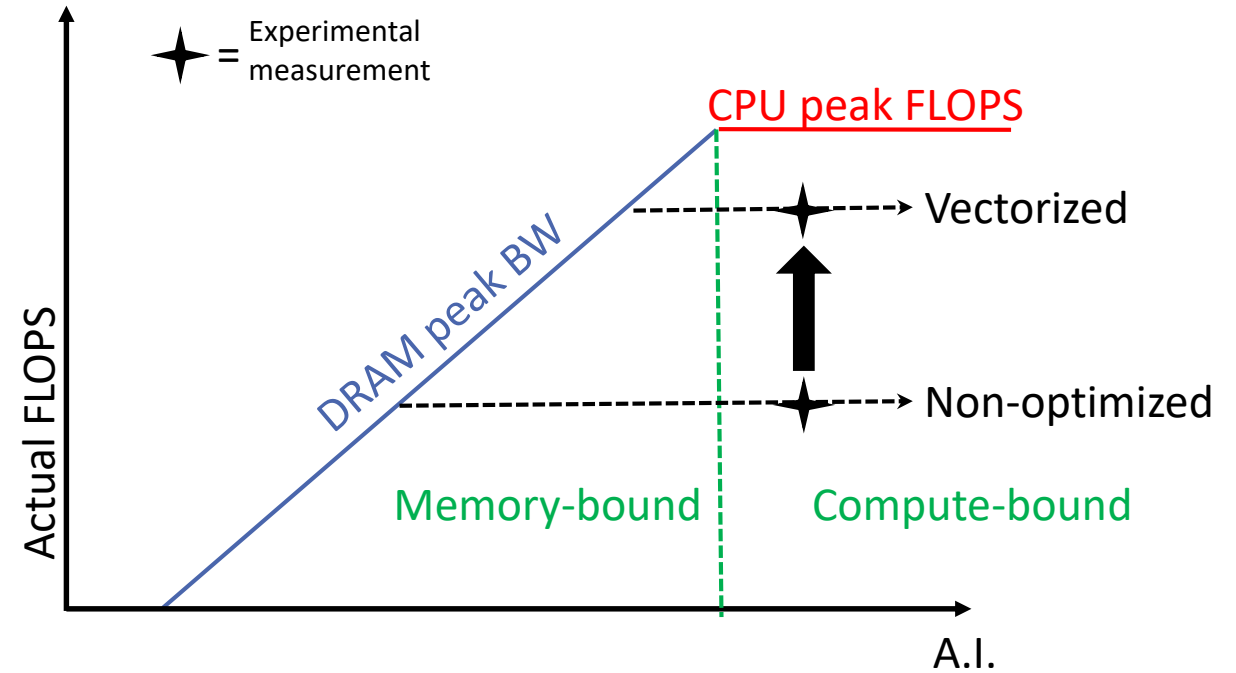 = Experimental
measurement
CPU peak FLOPS
Vectorized
DRAM peak BW
Non-optimized
Actual FLOPS
Memory-bound
Compute-bound
A.I.